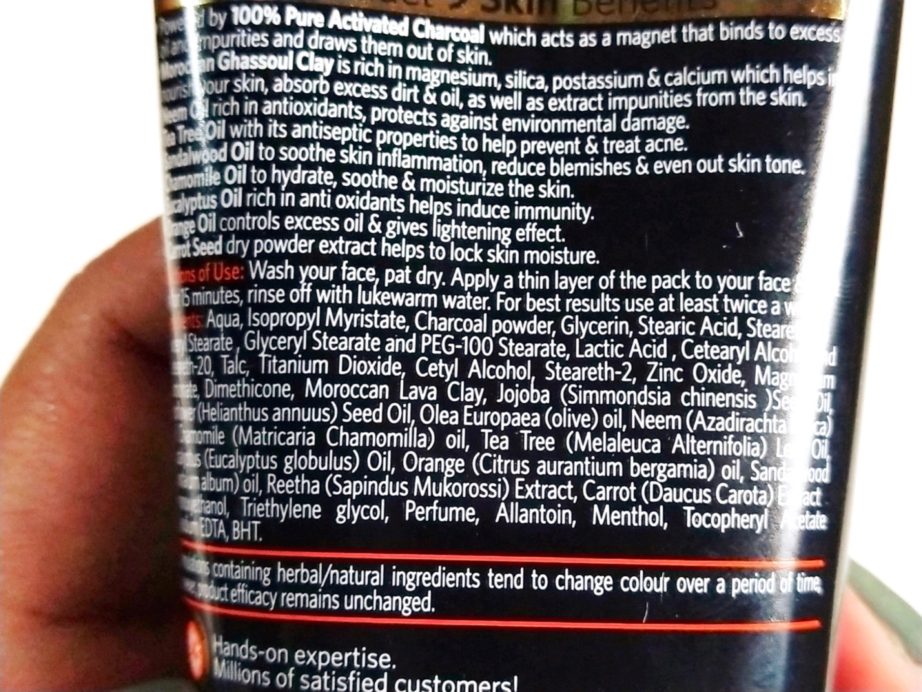 Skin Benefits
by 100% Pure Activated Charcoal which acts as a magnet that binds to excess
impurities and draws them out of skin.
Ghassoul Clay is rich in magnesium, silica, postassium & calcium which helps
your skin, absorb excess dirt & oil, as well as extract impunities from the skin.
Oil rich in antioxidants, protects against environmental damage.
Tree Oil with its antiseptic properties to help prevent & treat acne.
Oil to soothe skin inflammation, reduce blemishes & even out skin tone.
Oil to hydrate, soothe & moisturize the skin.
Oil rich in anti oxidants helps induce immunity.
Oil controls excess oil & gives lightening effect.
Seed dry powder extract helps to lock skin moisture.
of Use: Wash your face, pat dry. Apply a thin layer of the pack to your face
15 minutes, rinse off with lukewarm water. For best results use at least twice a
Aqua, Isopropyl Myristate, Charcoal powder, Glycerin, Stearic Acid,
Stearate, Glyceryl Stearate and PEG-100 Stearate, Lactic Acid, Cetearyl
Talc, Titanium Dioxide, Cetyl Alcohol, Steareth-2, Zinc Oxide,
Dimethicone, Moroccan Lava Clay, Jojoba (Simmondsia chinensis )
(Helianthus annuus) Seed Oil, Olea Europaea (olive) oil, Neem (Azadirachta
(Matricaria Chamomilla) oil, Tea Tree (Melaleuca Alternifolia) Oil,
(Eucalyptus globulus) Oil, Orange (Citrus aurantium bergamia) oil,
album) oil, Reetha (Sapindus Mukorossi) Extract, Carrot (Daucus Carota)
Triethylene glycol, Perfume, Allantoin, Menthol, Tocopheryl
EDTA, BHT.
containing herbal/natural ingredients tend to change colour over a period of time,
product efficacy remains unchanged.
Hands-on expertise.
Millions of satisfied customers!